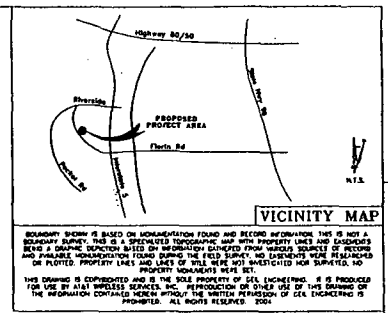 Highway 80/50
Riverside
PROPOSED
PROJECT AREA
Florin Rd
Pocket Rd
Interstate 5
N.T.S.
VICINITY MAP
BOUNDARY SHOWN IS BASED ON MONUMENTATION FOUND AND RECORD INFORMATION. THIS IS NOT A
BOUNDARY SURVEY. THIS IS A SPECIALIZED TOPOGRAPHIC MAP WITH PROPERTY LINES AND EASEMENTS
BEING A GRAPHIC DEPICTION BASED ON INFORMATION GATHERED FROM VARIOUS SOURCES OF RECORD
AND AVAILABLE MONUMENTATION FOUND DURING THE FIELD SURVEY. NO EASEMENTS WERE RESEARCHED
OR PLOTTED. PROPERTY LINES AND LINES OF TITLE WERE NOT INVESTIGATED NOR SURVEYED. NO
PROPERTY MONUMENTS WERE SET.
THIS DRAWING IS COPYRIGHTED AND IS THE SOLE PROPERTY OF GEIL ENGINEERING. IT IS PRODUCED
FOR USE BY AT&T WIRELESS SERVICES, INC. REPRODUCTION OR OTHER USE OF THIS DRAWING OR
THE INFORMATION CONTAINED HEREIN WITHOUT THE WRITTEN PERMISSION OF GEIL ENGINEERING IS
PROHIBITED. ALL RIGHTS RESERVED. 2004